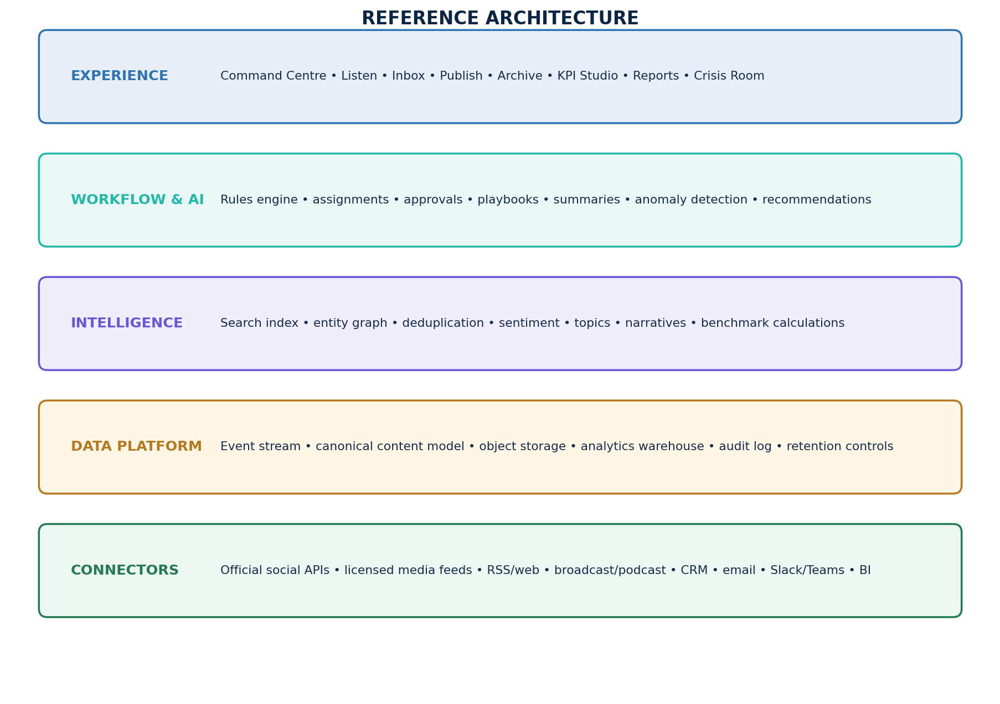 REFERENCE ARCHITECTURE
EXPERIENCE Command Centre • Listen • Inbox • Publish • Archive • KPI Studio • Reports • Crisis Room
WORKFLOW & AI Rules engine • assignments • approvals • playbooks • summaries • anomaly detection • recommendations
INTELLIGENCE Search index • entity graph • deduplication • sentiment • topics • narratives • benchmark calculations
DATA PLATFORM Event stream • canonical content model • object storage • analytics warehouse • audit log • retention controls
CONNECTORS Official social APIs • licensed media feeds • RSS/web • broadcast/podcast • CRM • email • Slack/Teams • BI